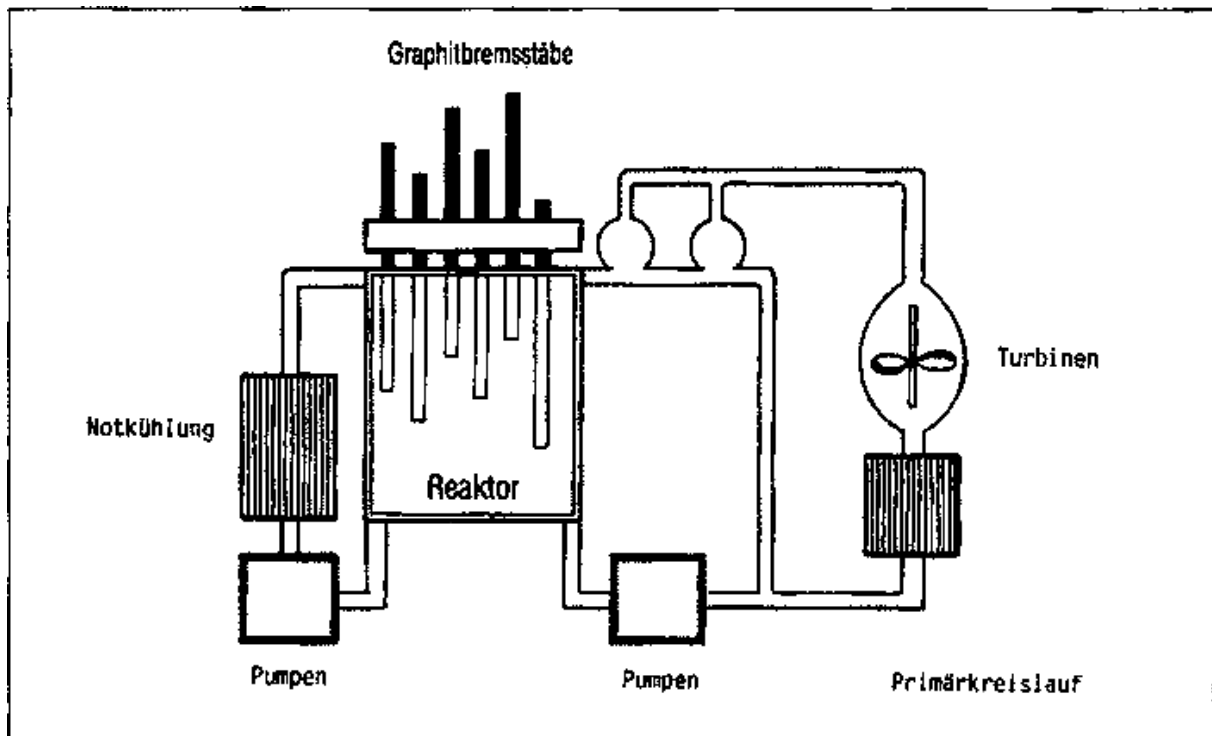 Graphitbremsstäbe
Turbinen
Notkühlung
Reaktor
Pumpen
Pumpen
Primärkreislauf